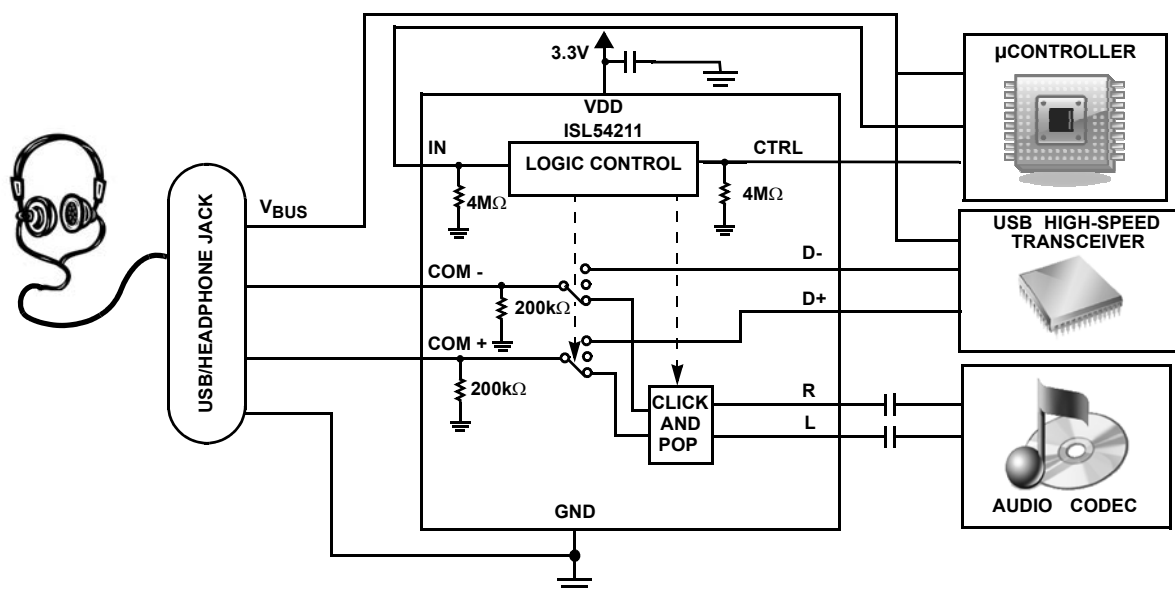 3.3V
µCONTROLLER
VDD
ISL54211
IN
LOGIC CONTROL
CTRL
4MΩ
4MΩ
VBUS
USB/HEADPHONE JACK
USB HIGH-SPEED
TRANSCEIVER
D-
COM -
200kΩ
D+
COM +
200kΩ
CLICK
AND
POP
R
L
AUDIO CODEC
GND